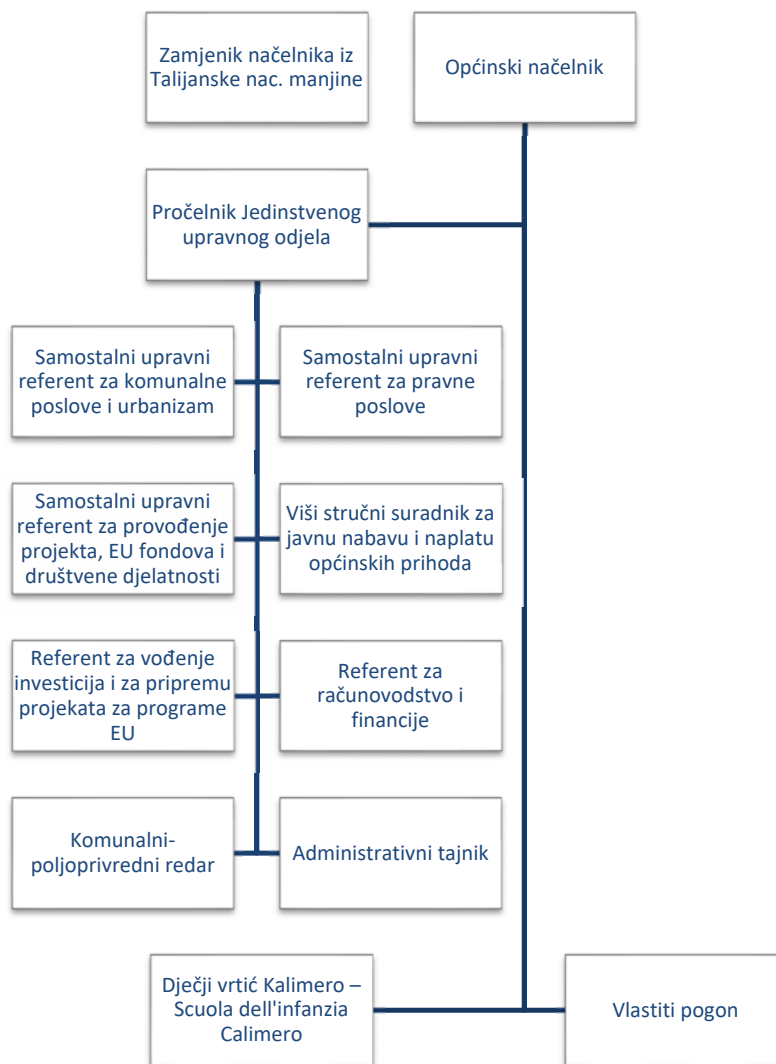 Zamjenik načelnika iz
Talijanske nac. manjine
Općinski načelnik
Pročelnik Jedinstvenog
upravnog odjela
Samostalni upravni
referent za komunalne
poslove i urbanizam
Samostalni upravni
referent za pravne
poslove
Samostalni upravni
referent za provođenje
projekta, EU fondova i
društvene djelatnosti
Viši stručni suradnik za
javnu nabavu i naplatu
općinskih prihoda
Referent za vođenje
investicija i za pripremu
projekata za programe
EU
Referent za
računovodstvo i
financije
Komunalni-
poljoprivredni redar
Administrativni tajnik
Dječji vrtić Kalimero –
Scuola dell'infanzia
Calimero
Vlastiti pogon